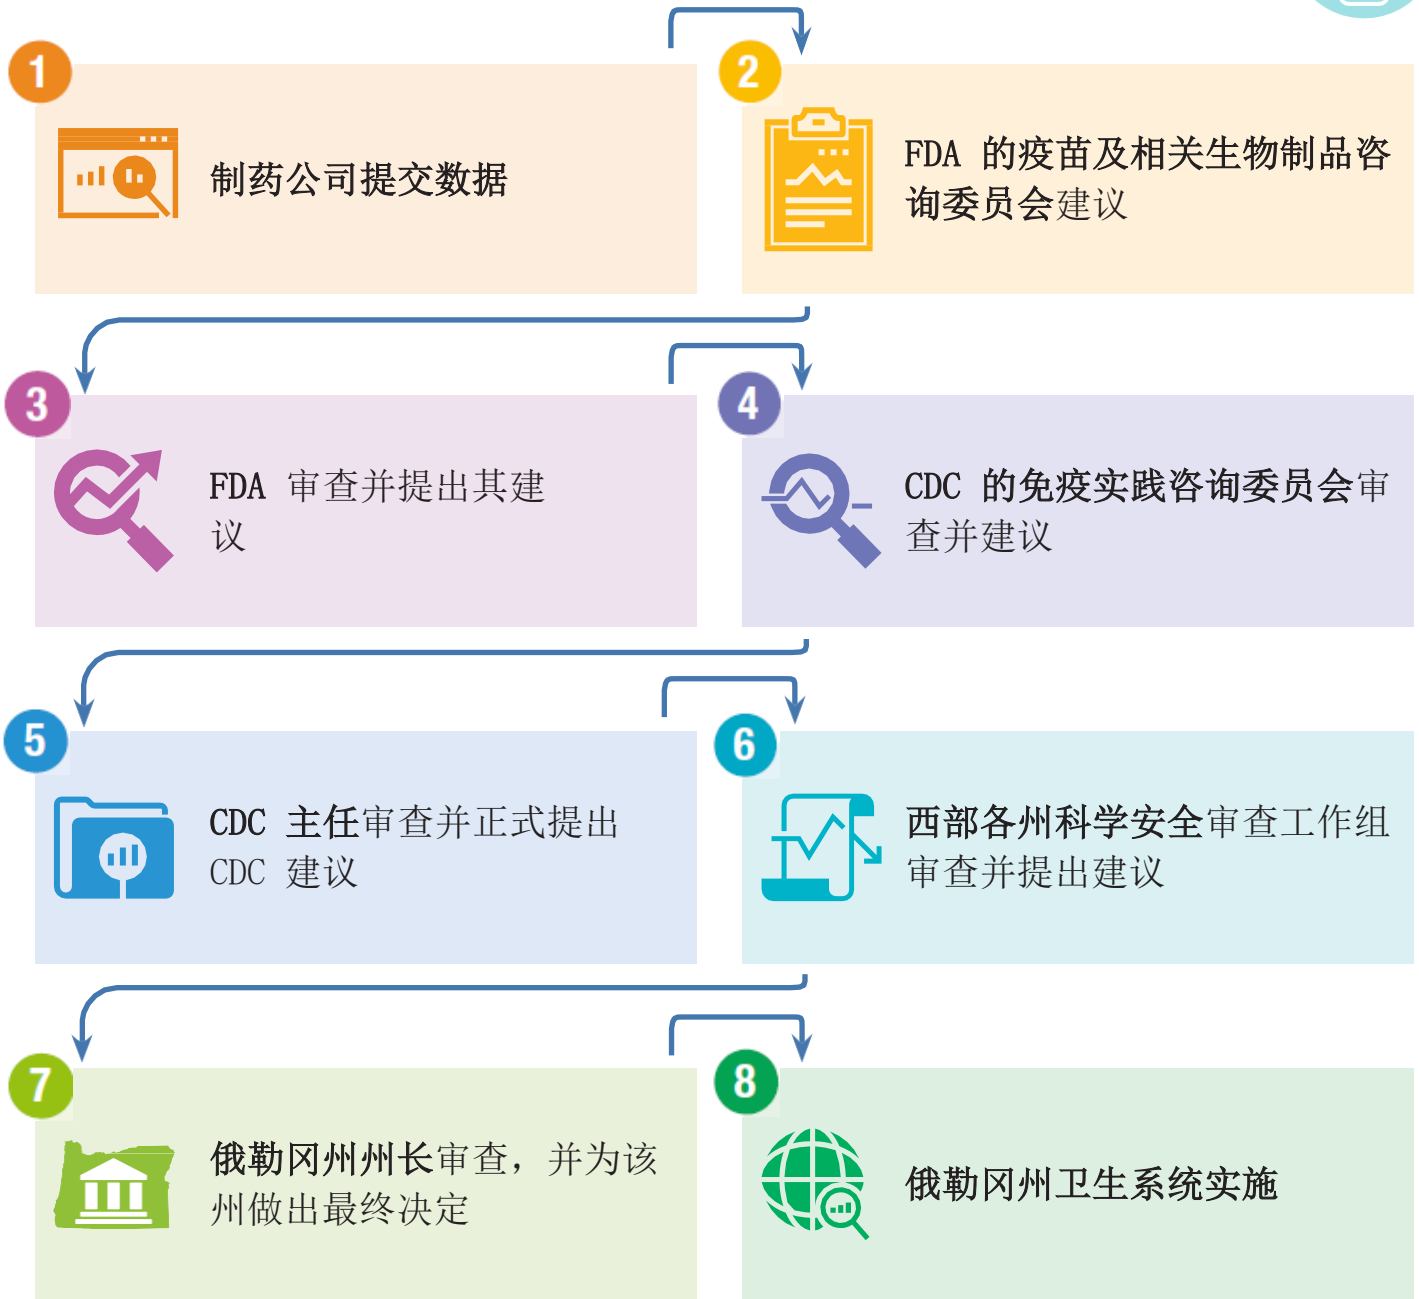 1
制药公司提交数据
2
FDA 的疫苗及相关生物制品咨
询委员会建议
3
FDA 审查并提出其建
议
4
CDC 的免疫实践咨询委员会审
查并建议
5
CDC 主任审查并正式提出
CDC 建议
6
西部各州科学安全审查工作组
审查并提出建议
7
俄勒冈州州长审查，并为该
州做出最终决定
8
俄勒冈州卫生系统实施